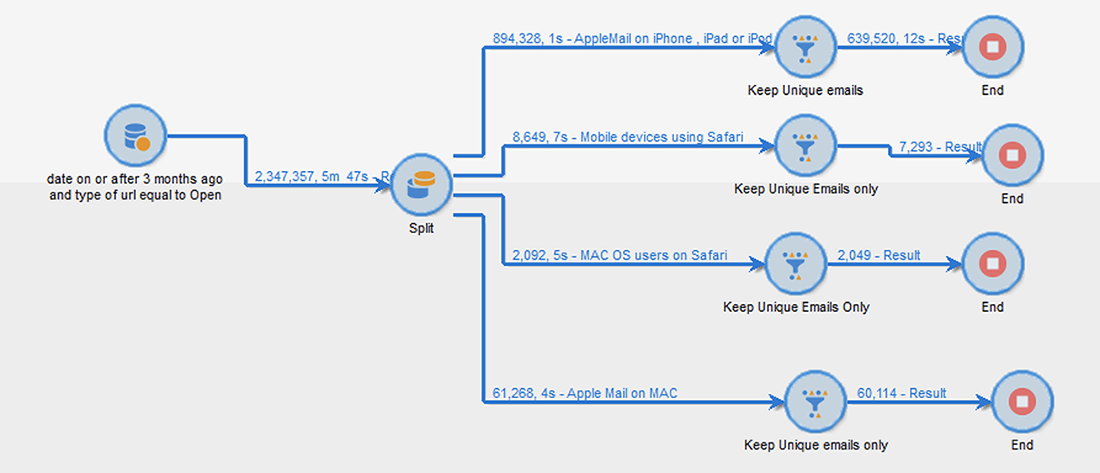 894,328, 1s - AppleMail on iPhone , iPad or iPod
639,520, 12s - Res
Keep Unique emails
End
8,649, 7s - Mobile devices using Safari
7,293 - Result
Keep Unique Emails only
End
date on or after 3 months ago
and type of url equal to Open
2,347,357, 5m 47s - Re
Split
2,092, 5s - MAC OS users on Safari
2,049 - Result
Keep Unique Emails Only
End
61,268, 4s - Apple Mail on MAC
60,114 - Result
Keep Unique emails only
End